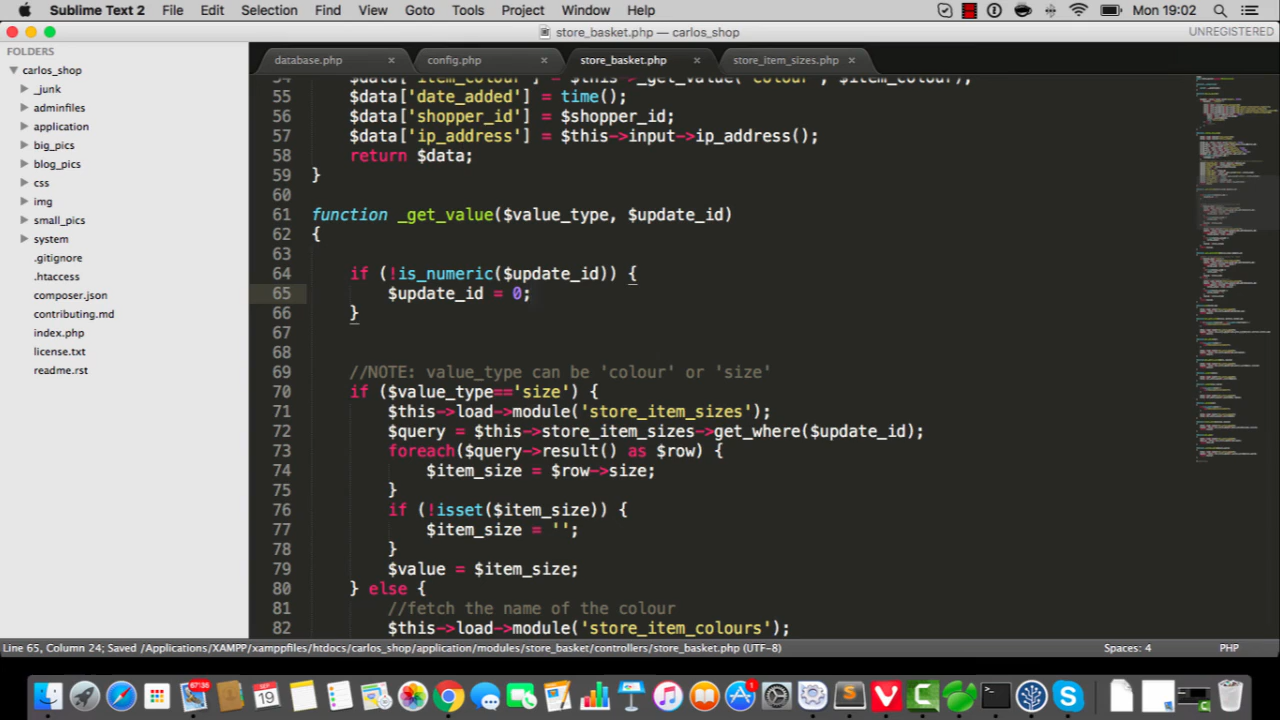 Sublime Text 2 File Edit Selection Find View Goto Tools Project Window Help Mon 19:02
store_basket.php — carlos_shop UNREGISTERED
FOLDERS
carlos_shop
_junk
adminfiles
application
big_pics
blog_pics
css
img
small_pics
system
.gitignore
.htaccess
composer.json
contributing.md
index.php
license.txt
readme.rst
database.php × config.php × store_basket.php × store_item_sizes.php ×
54 $data['item_colour'] = $this->_get_value('colour', $item_colour);
55 $data['date_added'] = time();
56 $data['shopper_id'] = $shopper_id;
57 $data['ip_address'] = $this->input->ip_address();
58 return $data;
59 }
60
61 function _get_value($value_type, $update_id)
62 {
63
64 if (!is_numeric($update_id)) {
65 $update_id = 0;
66 }
67
68
69 //NOTE: value_type can be 'colour' or 'size'
70 if ($value_type=='size') {
71 $this->load->module('store_item_sizes');
72 $query = $this->store_item_sizes->get_where($update_id);
73 foreach($query->result() as $row) {
74 $item_size = $row->size;
75 }
76 if (!isset($item_size)) {
77 $item_size = '';
78 }
79 $value = $item_size;
80 } else {
81 //fetch the name of the colour
82 $this->load->module('store_item_colours');
Line 65, Column 24; Saved /Applications/XAMPP/xamppfiles/htdocs/carlos_shop/application/modules/store_basket/controllers/store_basket.php (UTF-8) Spaces: 4 PHP